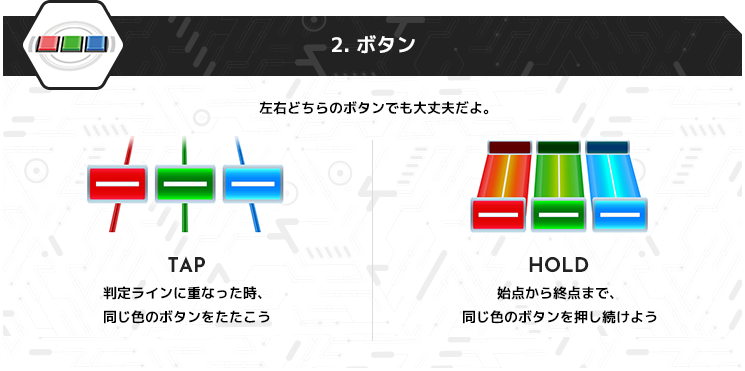 2. ボタン
左右どちらのボタンでも大丈夫だよ。
TAP
判定ラインに重なった時、
同じ色のボタンをたたこう
HOLD
始点から終点まで、
同じ色のボタンを押し続けよう